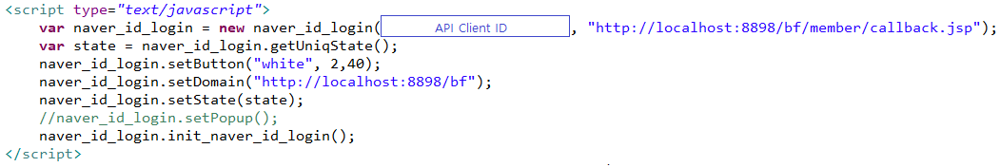 <script type="text/javascript">
    var naver_id_login = new naver_id_login( API Client ID , "http://localhost:8898/bf/member/callback.jsp");
    var state = naver_id_login.getUniqState();
    naver_id_login.setButton("white", 2,40);
    naver_id_login.setDomain("http://localhost:8898/bf");
    naver_id_login.setState(state);
    //naver_id_login.setPopup();
    naver_id_login.init_naver_id_login();
</script>